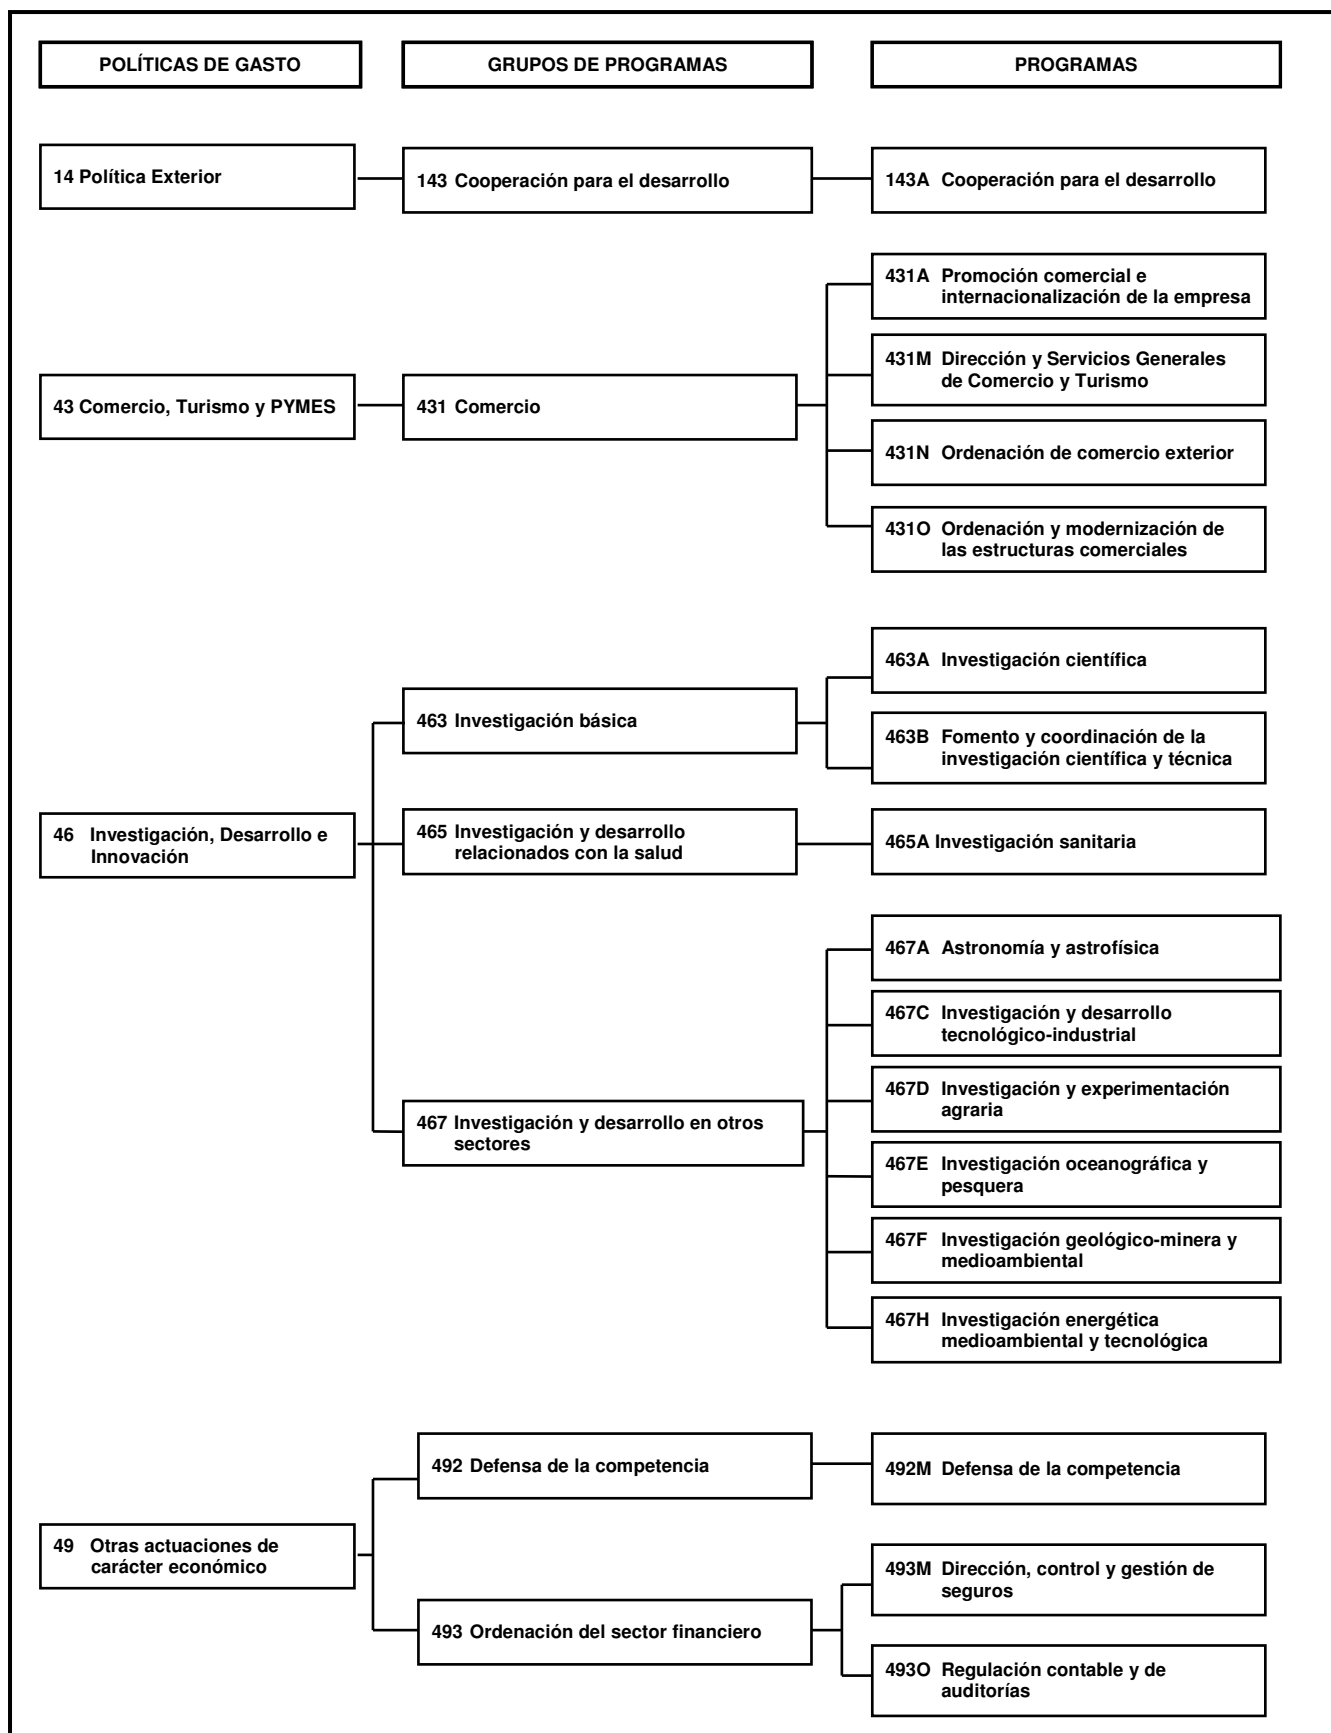 POLÍTICAS DE GASTO
GRUPOS DE PROGRAMAS
PROGRAMAS
14 Política Exterior
143 Cooperación para el desarrollo
143A Cooperación para el desarrollo
43 Comercio, Turismo y PYMES
431 Comercio
431A Promoción comercial e
internacionalización de la empresa
431M Dirección y Servicios Generales
de Comercio y Turismo
431N Ordenación de comercio exterior
431O Ordenación y modernización de
las estructuras comerciales
46 Investigación, Desarrollo e
Innovación
463 Investigación básica
463A Investigación científica
463B Fomento y coordinación de la
investigación científica y técnica
465 Investigación y desarrollo
relacionados con la salud
465A Investigación sanitaria
467 Investigación y desarrollo en otros
sectores
467A Astronomía y astrofísica
467C Investigación y desarrollo
tecnológico-industrial
467D Investigación y experimentación
agraria
467E Investigación oceanográfica y
pesquera
467F Investigación geológico-minera y
medioambiental
467H Investigación energética
medioambiental y tecnológica
49 Otras actuaciones de
carácter económico
492 Defensa de la competencia
492M Defensa de la competencia
493 Ordenación del sector financiero
493M Dirección, control y gestión de
seguros
493O Regulación contable y de
auditorías